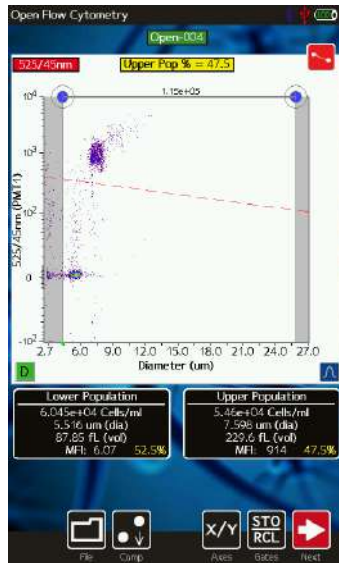 Open Flow Cytometry
Open-004
525/45nm
Upper Pop % = 47.5
1.15e+05
10⁴
10³
10²
0
-10²
525/45nm (PMT4)
2.7 6.0 9.0 12.0 15.0 18.0 21.0 24.0 27.0
Diameter (um)
D
Lower Population
6.045e+04 Cells/ml
5.516 um (dia)
87.85 fL (vol)
MFI: 6.07 52.5%
Upper Population
5.46e+04 Cells/ml
7.598 um (dia)
229.6 fL (vol)
MFI: 914 47.5%
File
Comp
X/Y
Axes
STO
RCL
Gates
Next